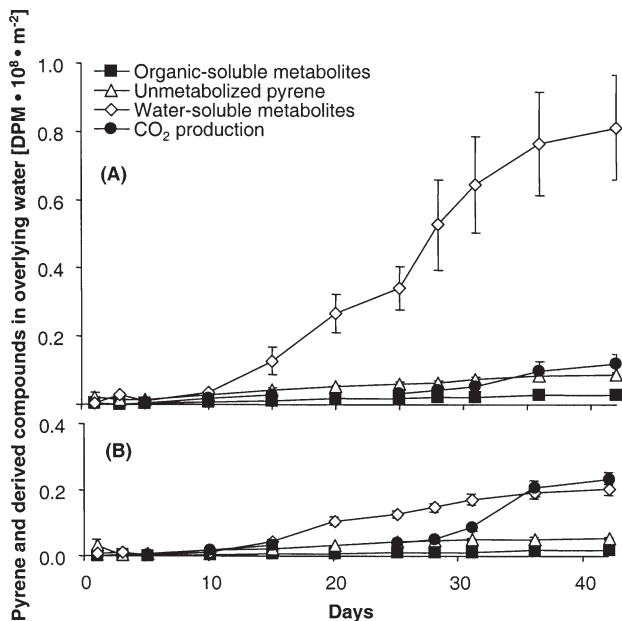 Pyrene and derived compounds in overlying water [DPM • 10⁸ • m⁻²]
1.0
0.8
0.6
0.4
0.2
Organic-soluble metabolites
Unmetabolized pyrene
Water-soluble metabolites
CO₂ production
(A)
0.4
0.2
0.0
(B)
0 10 20 30 40
Days